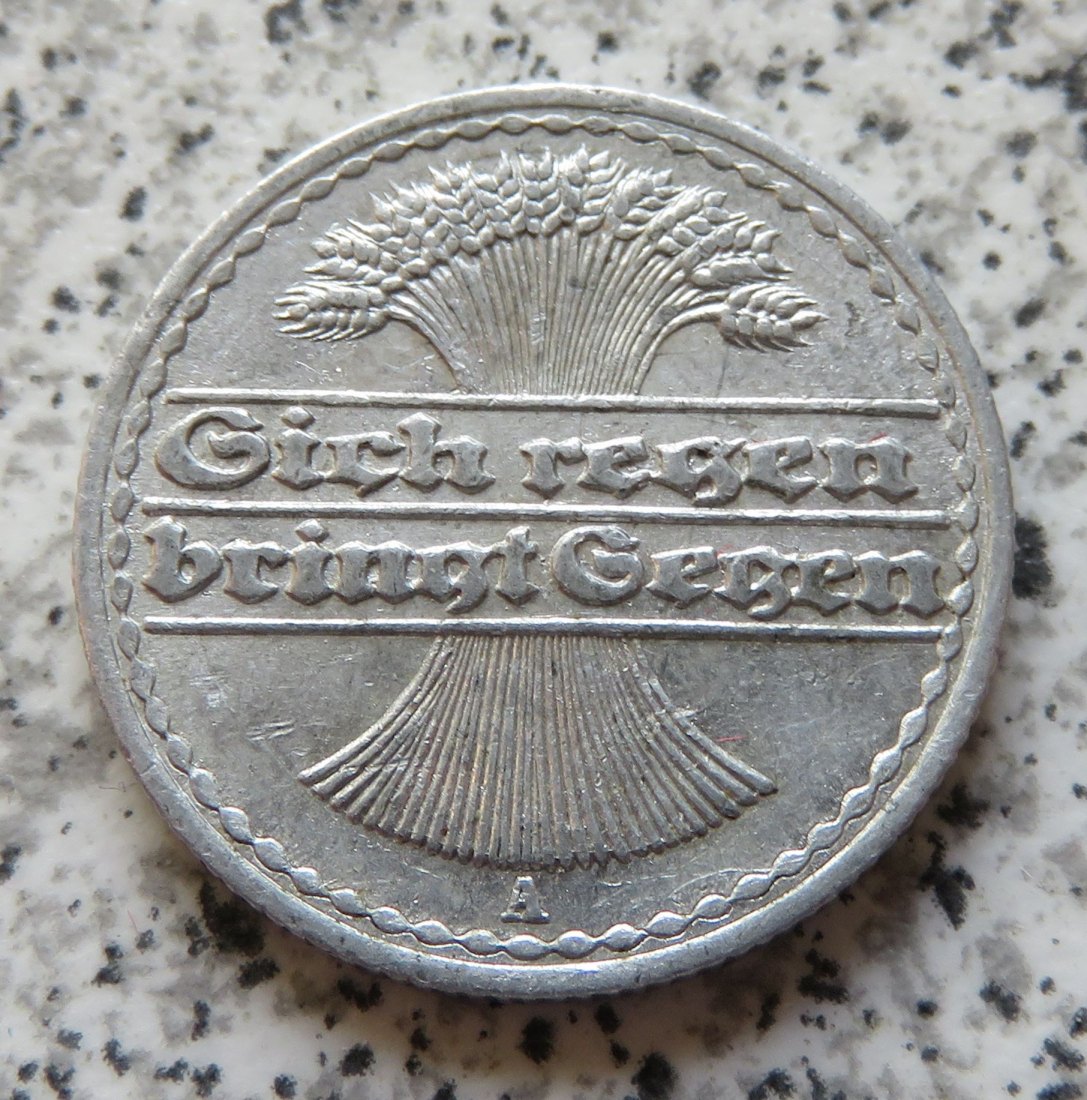 Sich regen
bringt Segen
A